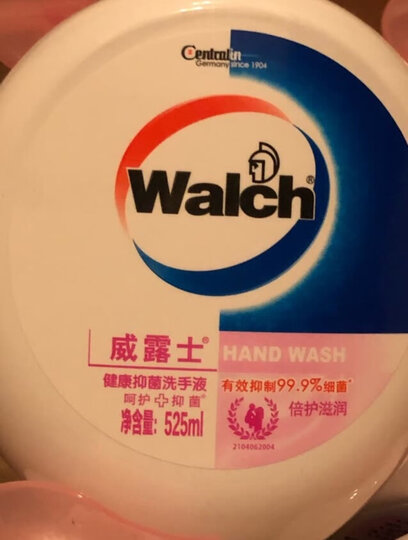 Centralin
Germany since 1904
Walch®
威露士®
HAND WASH
健康抑菌洗手液
有效抑制99.9%细菌*
呵护 抑菌
倍护滋润
净含量: 525ml
2104062004